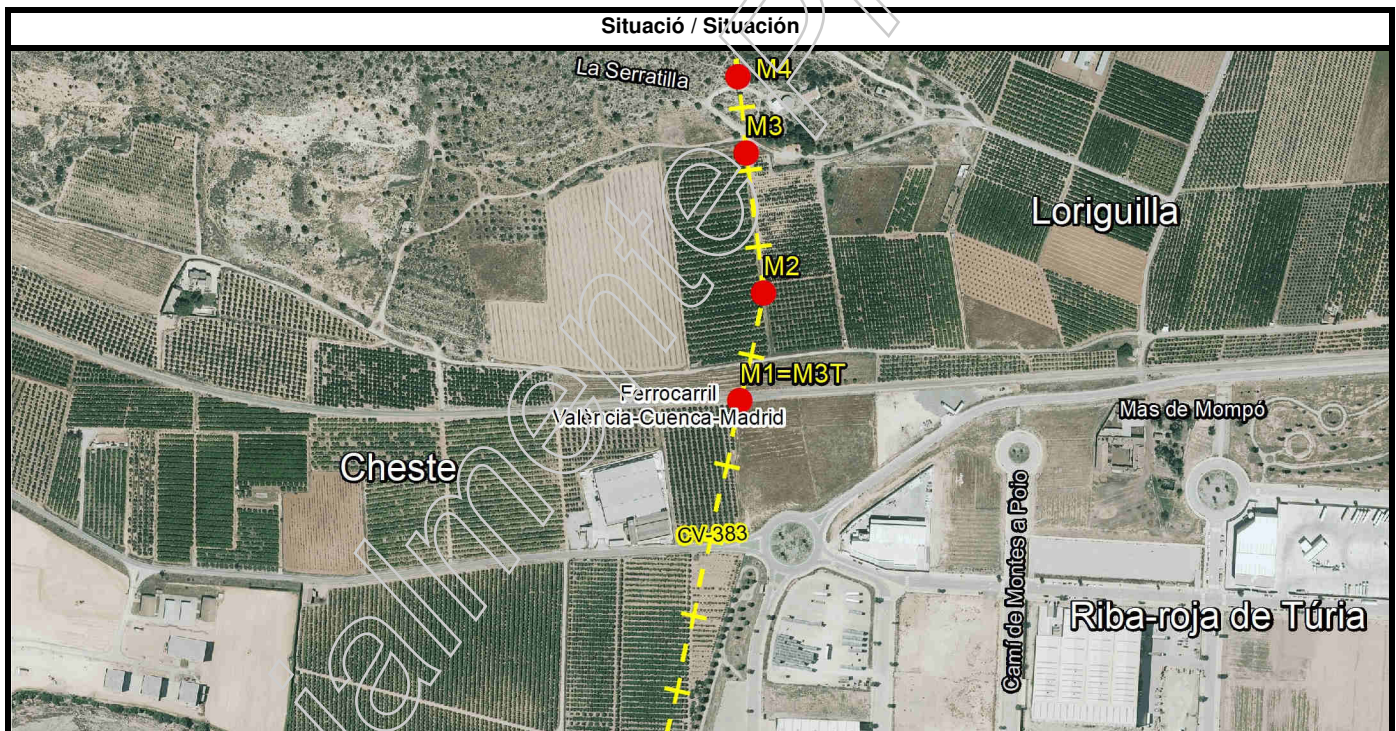 Situació / Situación
La Serratilla
M4
M3
Loriguilla
M2
M1=M3T
Ferrocarril
València-Cuenca-Madrid
Mas de Mompó
Cheste
CV-383
Camí de Montes a Poio
Riba-roja de Túria